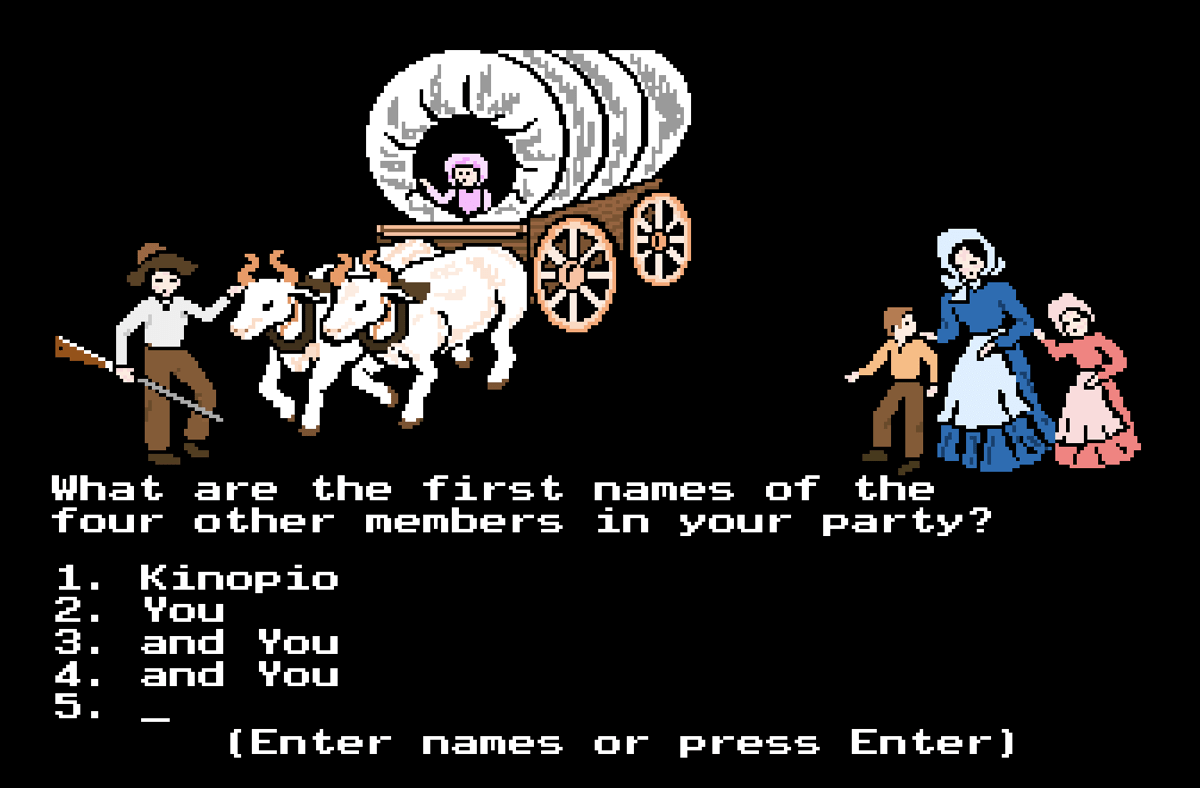 What are the first names of the
four other members in your party?
1. Kinopio
2. You
3. and You
4. and You
5. _
(Enter names or press Enter)